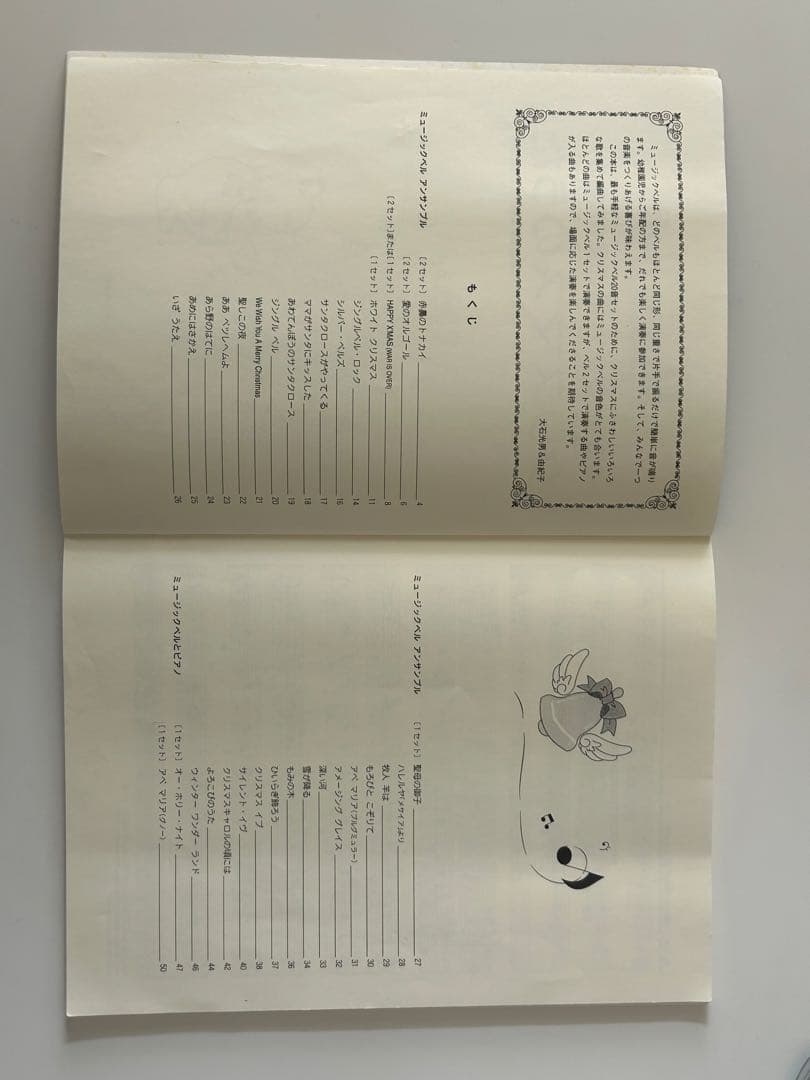 ミュージックベルは、どのベルもほとんど同じ形、同じ重さで片手で振るだけで簡単に音が鳴り
ます。幼稚園児からご年配の方まで、だれでも楽しく演奏に参加できます。そして、みんなで一つ
の音楽をつくりあげる喜びが味わえます。
この本は、最も手軽なミュージックベル20音セットのために、クリスマスにふさわしいいろいろ
な歌を集めて編曲してみました。クリスマスの曲にはミュージックベルの音色がとても合います。
ほとんどの曲はミュージックベル1セットで演奏できますが、ベル2セットで演奏する曲やピアノ
が入る曲もありますので、場面に応じた演奏を楽しんでくださることを期待しています。
大石光男&由紀子
もくじ
ミュージックベル アンサンブル 〔2セット〕 赤鼻のトナカイ 4
〔2セット〕 愛のオルゴール 6
〔2セット〕または〔1セット〕 HAPPY X'MAS (WAR IS OVER) 8
〔1セット〕 ホワイト クリスマス 11
ジングルベル・ロック 14
シルバー・ベルズ 16
サンタクロースがやってくる 17
ママがサンタにキッスした 18
あわてんぼうのサンタクロース 19
ジングル ベル 20
We Wish You A Merry Christmas 21
聖しこの夜 22
ああ ベツレヘムよ 23
あら野のはてに 24
あめにはさかえ 25
いざ うたえ 26
ミュージックベル アンサンブル 〔1セット〕 聖母の御子 27
ハレルヤ「メサイア」より 28
牧人 羊は 29
もろびと こぞりて 30
アベ マリア(ブルグミュラー) 31
アメージング グレイス 32
深い河 33
雪が降る 34
もみの木 36
ひいらぎ飾ろう 37
クリスマス イブ 38
サイレント・イヴ 40
クリスマスキャロルの頃には 42
よろこびのうた 44
ウィンター ワンダー ランド 46
ミュージックベルとピアノ 〔1セット〕 オー・ホリー・ナイト 47
〔1セット〕 アベ マリア(グノー) 50